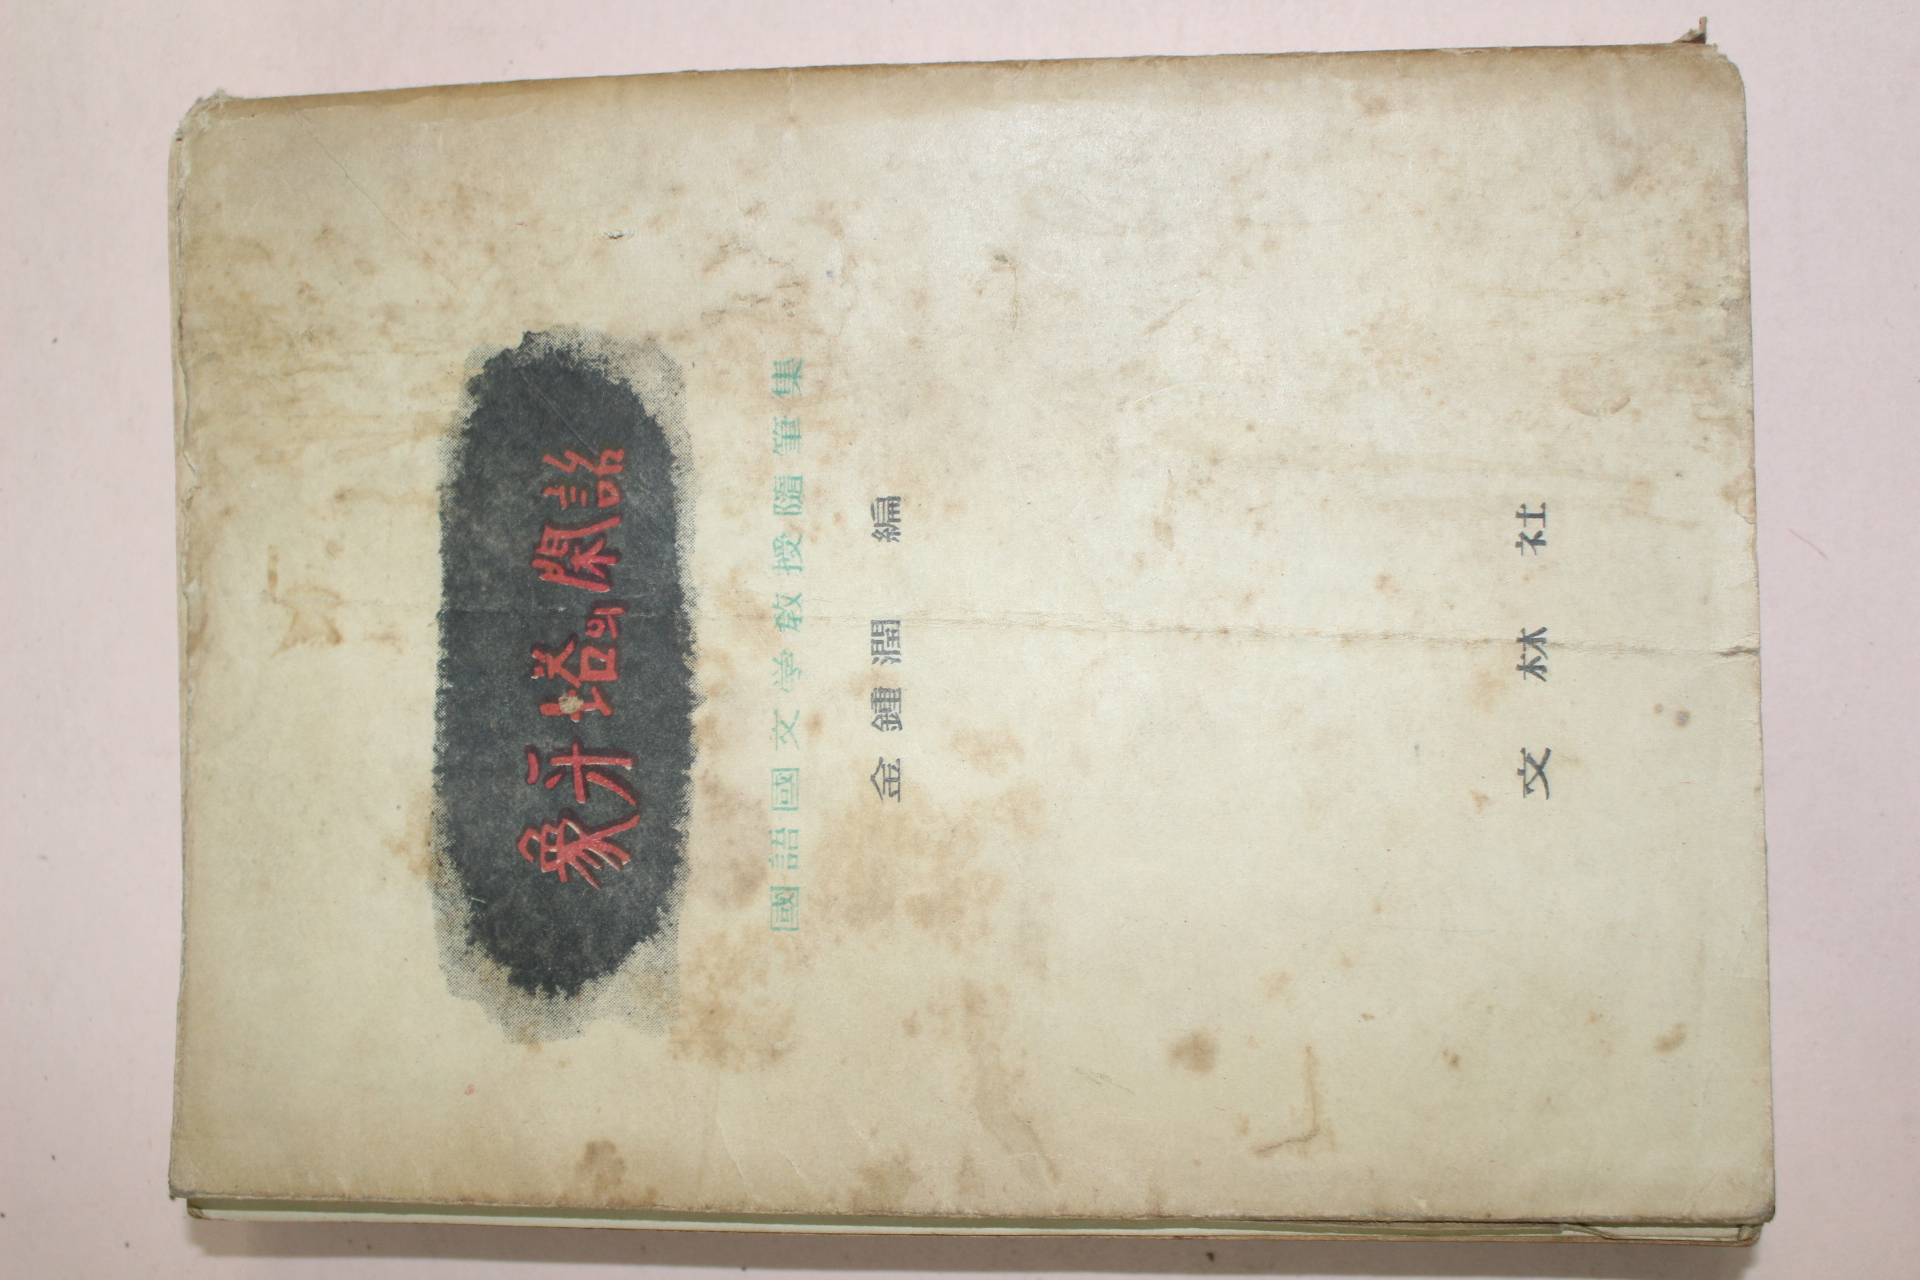 象牙塔의 閑話
國語國文学敎授隨筆集
金鍾潤 編
文林社